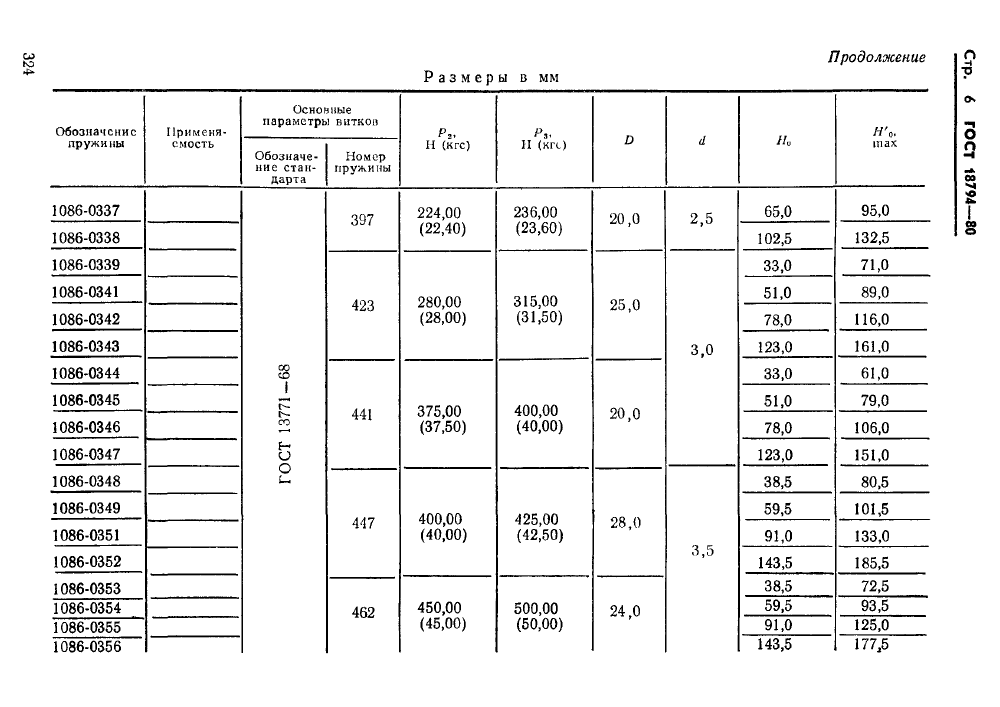 324
Продолжение
Стр. 6 ГОСТ 18794—80
Размеры в мм
Обозначение пружины
Применяемость
Основные параметры витков
Обозначение стандарта
Номер пружины
P₂, Н (кгс)
P₃, Н (кгс)
D
d
H₀
H'₀, max
ГОСТ 13771—68
1086-0337 397 224,00 (22,40) 236,00 (23,60) 20,0 2,5 65,0 95,0
1086-0338 102,5 132,5
1086-0339 423 280,00 (28,00) 315,00 (31,50) 25,0 3,0 33,0 71,0
1086-0341 51,0 89,0
1086-0342 78,0 116,0
1086-0343 123,0 161,0
1086-0344 441 375,00 (37,50) 400,00 (40,00) 20,0 33,0 61,0
1086-0345 51,0 79,0
1086-0346 78,0 106,0
1086-0347 123,0 151,0
1086-0348 447 400,00 (40,00) 425,00 (42,50) 28,0 3,5 38,5 80,5
1086-0349 59,5 101,5
1086-0351 91,0 133,0
1086-0352 143,5 185,5
1086-0353 462 450,00 (45,00) 500,00 (50,00) 24,0 38,5 72,5
1086-0354 59,5 93,5
1086-0355 91,0 125,0
1086-0356 143,5 177,5